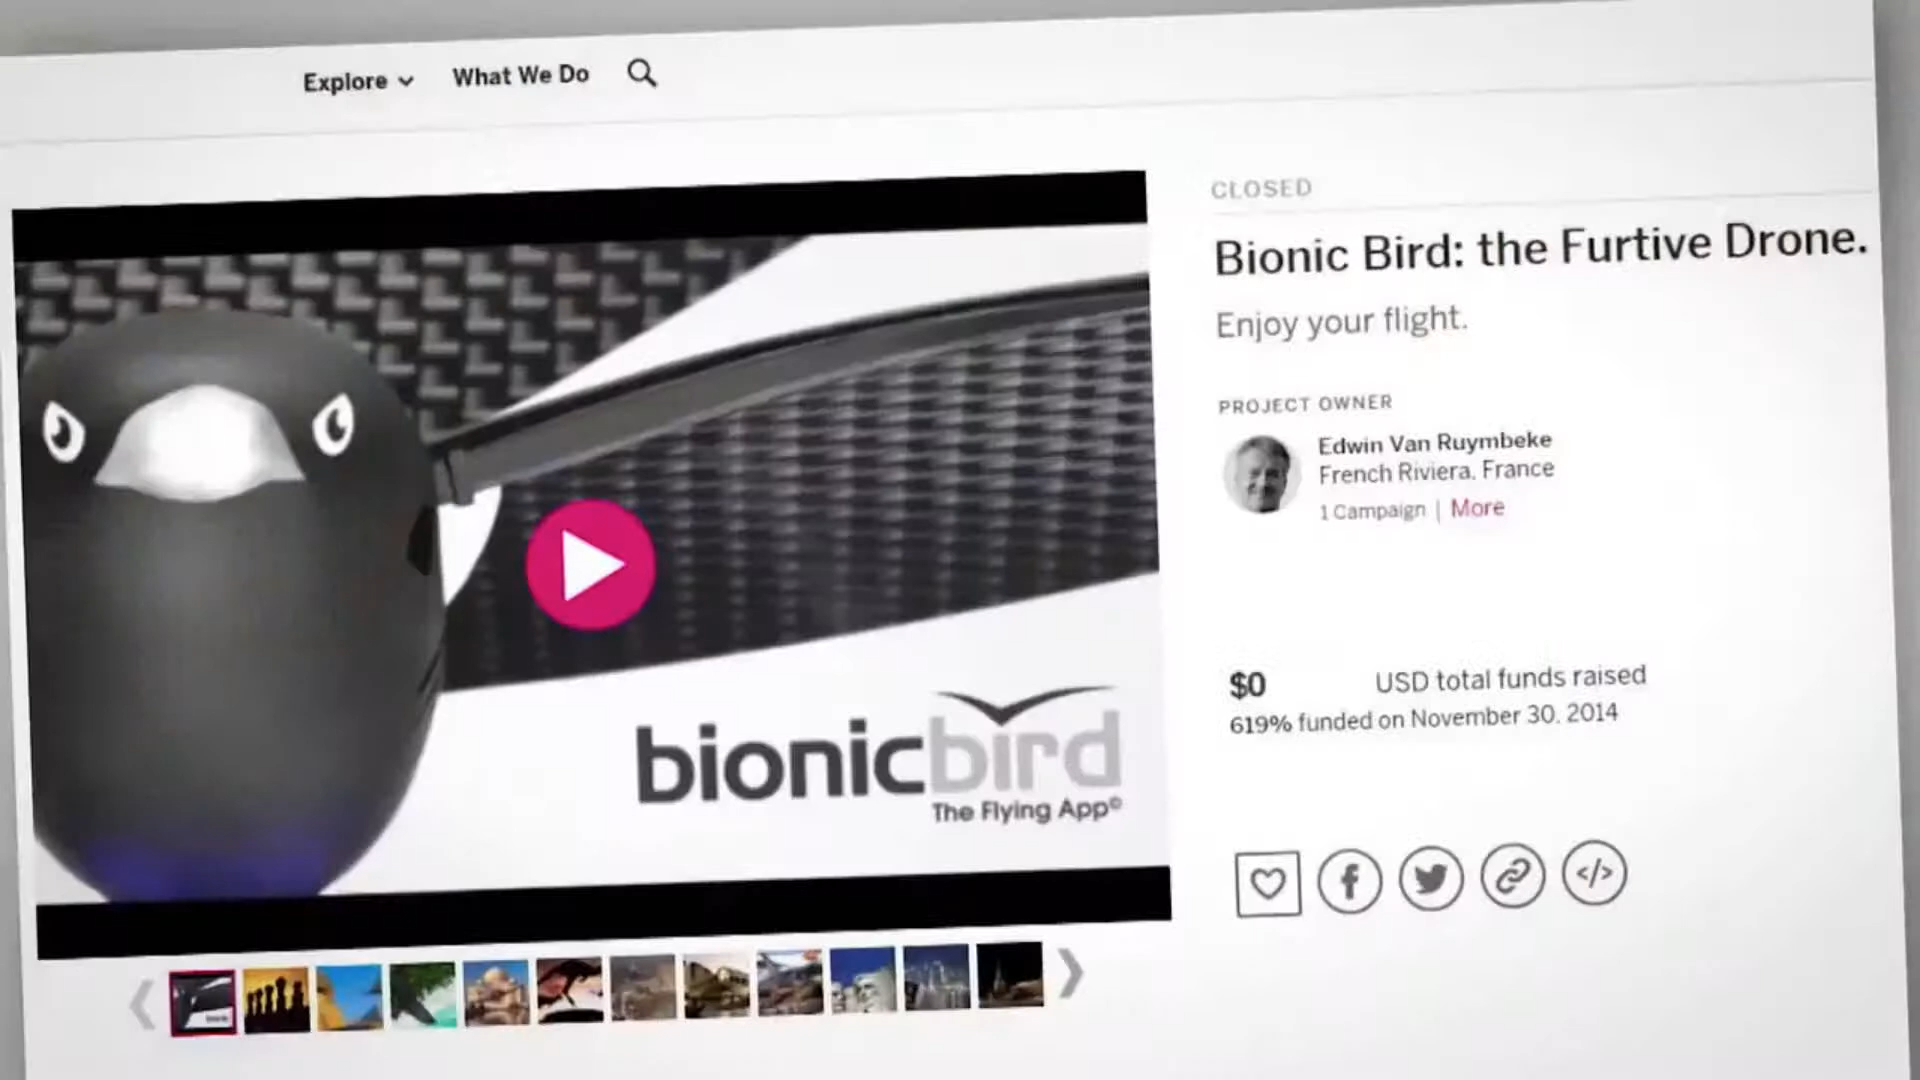 Explore
What We Do
CLOSED
Bionic Bird: the Furtive Drone.
Enjoy your flight.
PROJECT OWNER
Edwin Van Ruymbeke
French Riviera, France
1 Campaign | More
$0 USD total funds raised
619% funded on November 30, 2014
bionicbird
The Flying App©